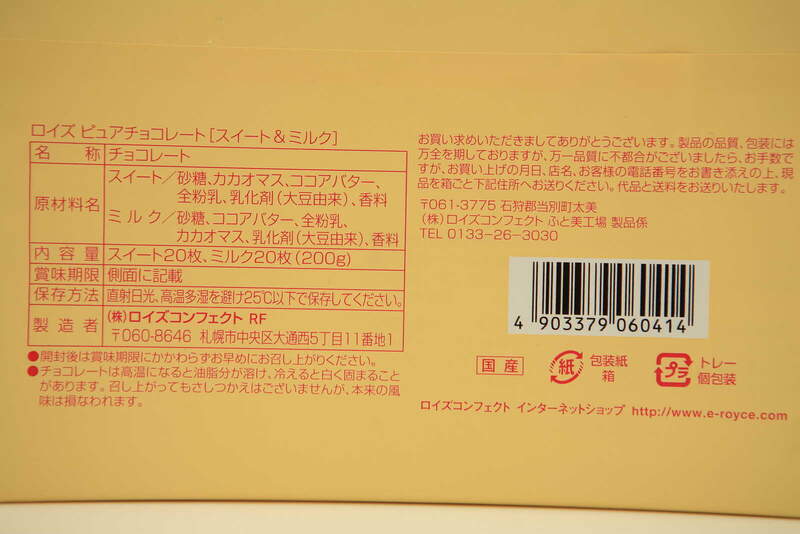 ロイズ ピュアチョコレート[スイート&ミルク]
名 称 チョコレート
原材料名 スイート/砂糖、カカオマス、ココアバター、
全粉乳、乳化剤(大豆由来)、香料
ミルク/砂糖、ココアバター、全粉乳、
カカオマス、乳化剤(大豆由来)、香料
内容量 スイート20枚、ミルク20枚(200g)
賞味期限 側面に記載
保存方法 直射日光、高温多湿を避け25℃以下で保存してください。
製造者 (株)ロイズコンフェクト RF
〒060-8646 札幌市中央区大通西5丁目11番地1
●開封後は賞味期限にかかわらずお早めにお召し上がりください。
●チョコレートは高温になると油脂分が溶け、冷えると白く固まること
があります。召し上がってもさしつかえはございませんが、本来の風
味は損なわれます。
お買い求めいただきましてありがとうございます。製品の品質、包装には
万全を期しておりますが、万一品質に不都合がございましたら、お手数で
すが、お買い上げの月日、店名、お客様の電話番号をお書き添えの上、現
品を箱ごと下記住所へお送りください。代品と送料をお送りいたします。
〒061-3775 石狩郡当別町太美
(株)ロイズコンフェクト ふと美工場 製品係
TEL 0133-26-3030
4 903379 060414
国産
紙 包装紙
箱
プラ トレー
個包装
ロイズコンフェクト インターネットショップ http://www.e-royce.com